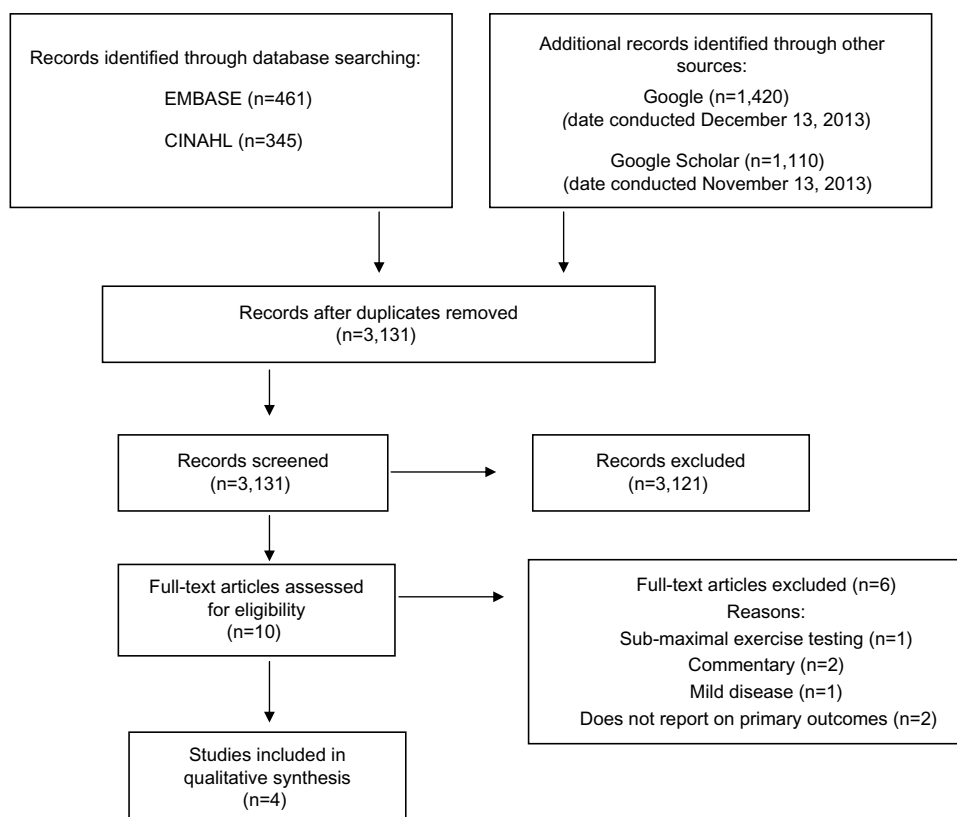 Records identified through database searching:
EMBASE (n=461)
CINAHL (n=345)
Additional records identified through other
sources:
Google (n=1,420)
(date conducted December 13, 2013)
Google Scholar (n=1,110)
(date conducted November 13, 2013)
Records after duplicates removed
(n=3,131)
Records screened
(n=3,131)
Records excluded
(n=3,121)
Full-text articles assessed
for eligibility
(n=10)
Full-text articles excluded (n=6)
Reasons:
Sub-maximal exercise testing (n=1)
Commentary (n=2)
Mild disease (n=1)
Does not report on primary outcomes (n=2)
Studies included in
qualitative synthesis
(n=4)